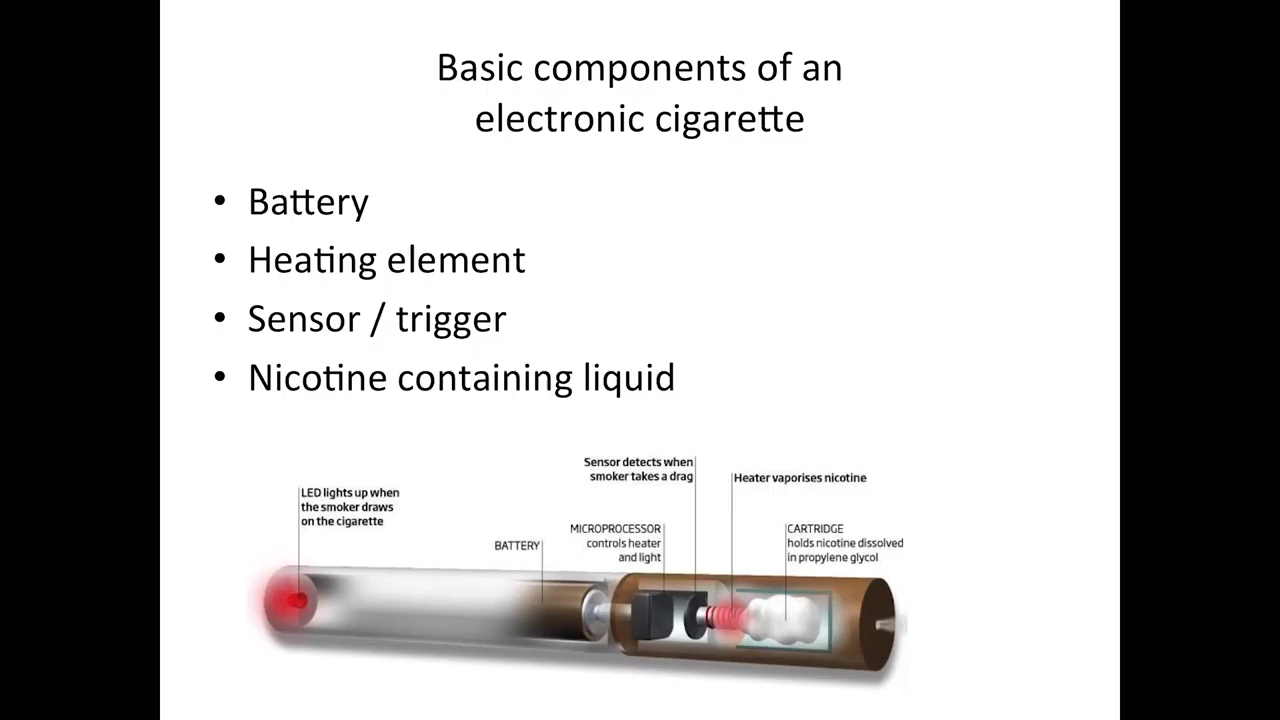 Basic components of an
electronic cigarette
• Battery
• Heating element
• Sensor / trigger
• Nicotine containing liquid
LED lights up when
the smoker draws
on the cigarette
BATTERY
MICROPROCESSOR
controls heater
and light
Sensor detects when
smoker takes a drag
Heater vaporises nicotine
CARTRIDGE
holds nicotine dissolved
in propylene glycol